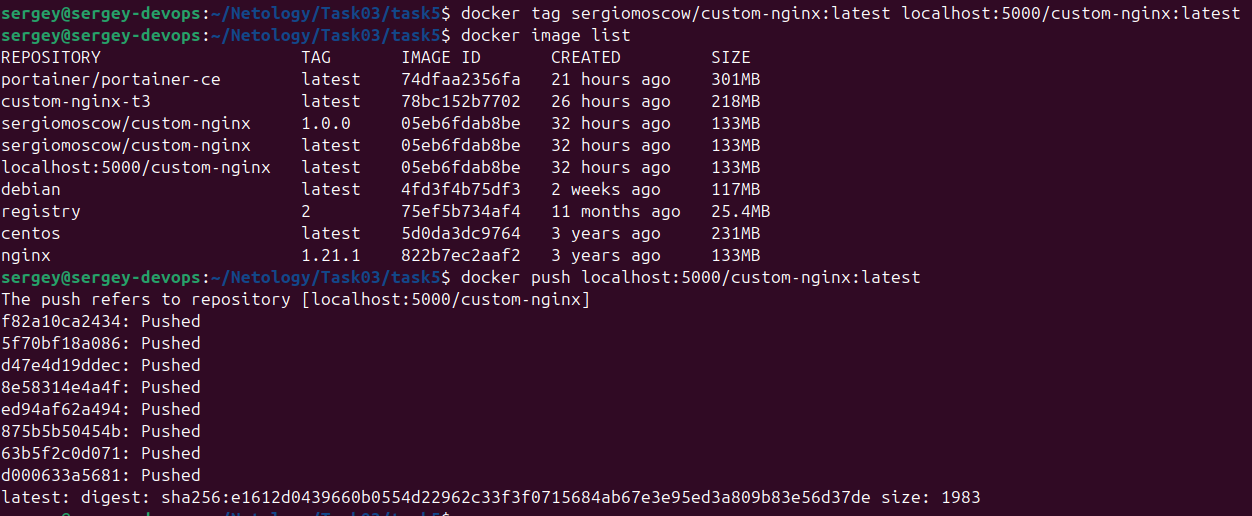 sergey@sergey-devops:~/Netology/Task03/task5$ docker tag sergiomoscow/custom-nginx:latest localhost:5000/custom-nginx:latest
sergey@sergey-devops:~/Netology/Task03/task5$ docker image list
REPOSITORY                    TAG       IMAGE ID       CREATED         SIZE
portainer/portainer-ce        latest    74dfaa2356fa   21 hours ago    301MB
custom-nginx-t3               latest    78bc152b7702   26 hours ago    218MB
sergiomoscow/custom-nginx     1.0.0     05eb6fdab8be   32 hours ago    133MB
sergiomoscow/custom-nginx     latest    05eb6fdab8be   32 hours ago    133MB
localhost:5000/custom-nginx   latest    05eb6fdab8be   32 hours ago    133MB
debian                        latest    4fd3f4b75df3   2 weeks ago     117MB
registry                      2         75ef5b734af4   11 months ago   25.4MB
centos                        latest    5d0da3dc9764   3 years ago     231MB
nginx                         1.21.1    822b7ec2aaf2   3 years ago     133MB
sergey@sergey-devops:~/Netology/Task03/task5$ docker push localhost:5000/custom-nginx:latest
The push refers to repository [localhost:5000/custom-nginx]
f82a10ca2434: Pushed
5f70bf18a086: Pushed
d47e4d19ddec: Pushed
8e58314e4a4f: Pushed
ed94af62a494: Pushed
875b5b50454b: Pushed
63b5f2c0d071: Pushed
d000633a5681: Pushed
latest: digest: sha256:e1612d0439660b0554d22962c33f3f0715684ab67e3e95ed3a809b83e56d37de size: 1983